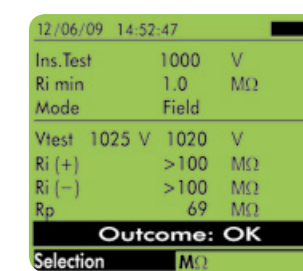 12/06/09 14:52:47
Ins.Test 1000 V
Ri min 1.0 MΩ
Mode Field
Vtest 1025 V 1020 V
Ri (+) >100 MΩ
Ri (−) >100 MΩ
Rp 69 MΩ
Outcome: OK
Selection MΩ